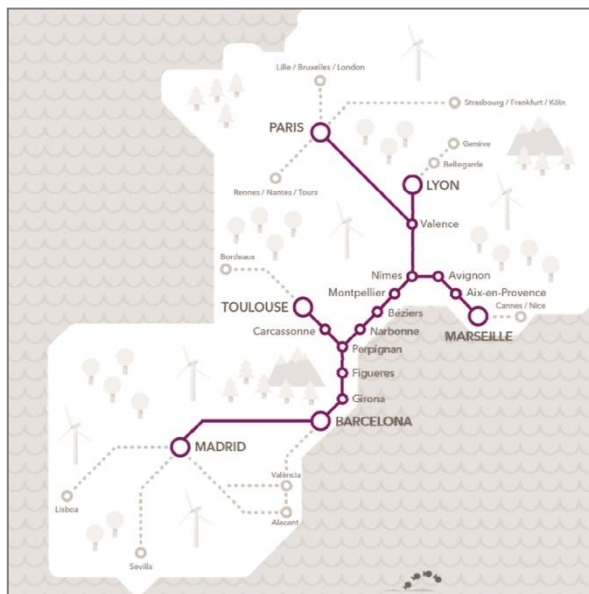 Lille / Bruxelles / London
Strasbourg / Frankfurt / Köln
PARIS
Genève
Bellegarde
LYON
Rennes / Nantes / Tours
Valence
Bordeaux
Nîmes
Avignon
Montpellier
Aix-en-Provence
TOULOUSE
Béziers
Cannes / Nice
Carcassonne
Narbonne
MARSEILLE
Perpignan
Figueres
Girona
BARCELONA
MADRID
València
Lisboa
Alacant
Sevilla